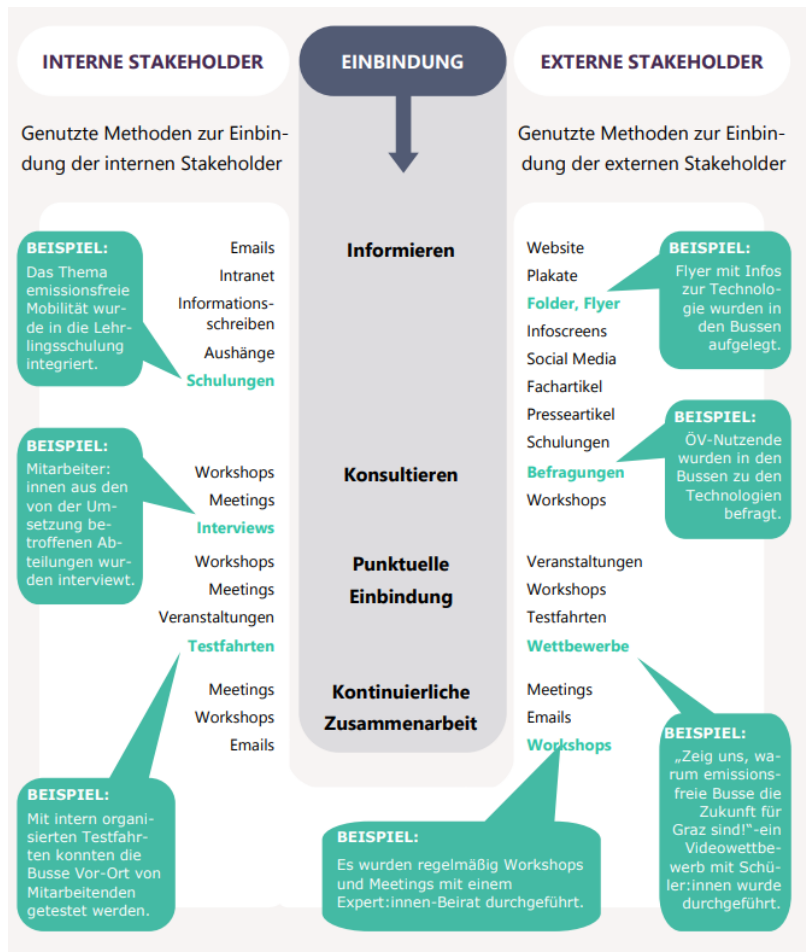 INTERNE STAKEHOLDER
EINBINDUNG
EXTERNE STAKEHOLDER
Genutzte Methoden zur Einbin-
dung der internen Stakeholder
Genutzte Methoden zur Einbin-
dung der externen Stakeholder
BEISPIEL:
Das Thema
emissionsfreie
Mobilität wur-
de in die Lehr-
lingsschulung
integriert.
Emails
Intranet
Informations-
schreiben
Aushänge
Schulungen
Informieren
Website
Plakate
Folder, Flyer
Infoscreens
Social Media
Fachartikel
Presseartikel
Schulungen
BEISPIEL:
Flyer mit Infos
zur Technolo-
gie wurden in
den Bussen
aufgelegt.
BEISPIEL:
Mitarbeiter:
innen aus den
von der Um-
setzung be-
troffenen Ab-
teilungen wur-
den interviewt.
Workshops
Meetings
Interviews
Konsultieren
Befragungen
Workshops
BEISPIEL:
ÖV-Nutzende
wurden in den
Bussen zu den
Technologien
befragt.
Workshops
Meetings
Veranstaltungen
Testfahrten
Punktuelle
Einbindung
Veranstaltungen
Workshops
Testfahrten
Wettbewerbe
Meetings
Workshops
Emails
Kontinuierliche
Zusammenarbeit
Meetings
Emails
Workshops
BEISPIEL:
Mit intern organi-
sierten Testfahr-
ten konnten die
Busse Vor-Ort von
Mitarbeitenden
getestet werden.
BEISPIEL:
Es wurden regelmäßig Workshops
und Meetings mit einem
Expert:innen-Beirat durchgeführt.
BEISPIEL:
„Zeig uns, wa-
rum emissions-
freie Busse die
Zukunft für
Graz sind!“-ein
Videowettbe-
werb mit Schü-
ler:innen wurde
durchgeführt.